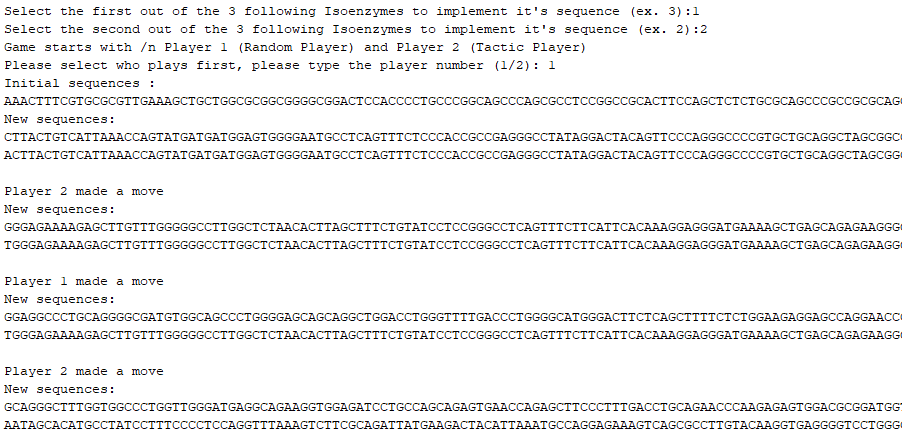 Select the first out of the 3 following Isoenzymes to implement it's sequence (ex. 3):1
Select the second out of the 3 following Isoenzymes to implement it's sequence (ex. 2):2
Game starts with /n Player 1 (Random Player) and Player 2 (Tactic Player)
Please select who plays first, please type the player number (1/2): 1
Initial sequences :
AAACTTTCGTGCGCGTTGAAAGCTGCTGGCGCGGCGGGGCGGACTCCACCCCTGCCCGGCAGCCCAGCGCCTCCGGCCGCACTTCCAGCTCTCTGCGCAGCCCGCCGCGCAG
New sequences:
CTTACTGTCATTAAACCAGTATGATGATGGAGTGGGGAATGCCTCAGTTTCTCCCACCGCCGAGGGCCTATAGGACTACAGTTCCCAGGGCCCCGTGCTGCAGGCTAGCGGC
ACTTACTGTCATTAAACCAGTATGATGATGGAGTGGGGAATGCCTCAGTTTCTCCCACCGCCGAGGGCCTATAGGACTACAGTTCCCAGGGCCCCGTGCTGCAGGCTAGCGG
Player 2 made a move
New sequences:
GGGAGAAAAGAGCTTGTTTGGGGGCCTTGGCTCTAACACTTAGCTTTCTGTATCCTCCGGGCCTCAGTTTCTTCATTCACAAAGGAGGGATGAAAAGCTGAGCAGAGAAGGG
TGGGAGAAAAGAGCTTGTTTGGGGGCCTTGGCTCTAACACTTAGCTTTCTGTATCCTCCGGGCCTCAGTTTCTTCATTCACAAAGGAGGGATGAAAAGCTGAGCAGAGAAGG
Player 1 made a move
New sequences:
GGAGGCCCTGCAGGGGCGATGTGGCAGCCCTGGGGAGCAGCAGGCTGGACCTGGGTTTTGACCCTGGGGCATGGGACTTCTCAGCTTTTCTCTGGAAGAGGAGCCAGGAACC
TGGGAGAAAAGAGCTTGTTTGGGGGCCTTGGCTCTAACACTTAGCTTTCTGTATCCTCCGGGCCTCAGTTTCTTCATTCACAAAGGAGGGATGAAAAGCTGAGCAGAGAAGG
Player 2 made a move
New sequences:
GCAGGGCTTTGGTGGCCCTGGTTGGGATGAGGCAGAAGGTGGAGATCCTGCCAGCAGAGTGAACCAGAGCTTCCCTTTGACCTGCAGAACCCAAGAGAGTGGACGCGGATGG
AATAGCACATGCCTATCCTTTCCCCTCCAGGTTTAAAGTCTTCGCAGATTATGAAGACTACATTAAATGCCAGGAGAAAGTCAGCGCCTTGTACAAGGTGAGGGGTCCTGGG